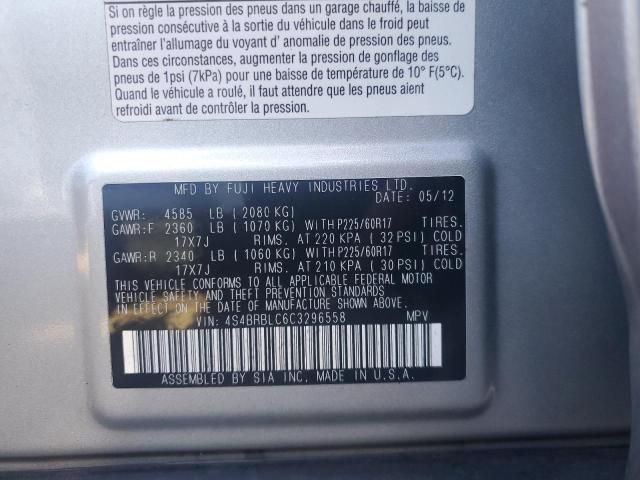 Si on règle la pression des pneus dans un garage chauffé, la baisse de
pression consécutive à la sortie du véhicule dans le froid peut
entraîner l'allumage du voyant d' anomalie de pression des pneus.
Dans ces circonstances, augmenter la pression de gonflage des
pneus de 1psi (7kPa) pour une baisse de température de 10° F(5°C).
Quand le véhicule a roulé, il faut attendre que les pneus aient
refroidi avant de contrôler la pression.
MFD BY FUJI HEAVY INDUSTRIES LTD.
05/12
GVWR: 4585 LB ( 2080 KG)
GAWR:F 2360 LB ( 1070 KG) WITH P225/60R17 TIRES.
17X7J RIMS. AT 220 KPA ( 32 PSI) COLD
GAWR:R 2340 LB ( 1060 KG) WITH P225/60R17 TIRES.
17X7J RIMS. AT 210 KPA ( 30 PSI) COLD
THIS VEHICLE CONFORMS TO ALL APPLICABLE FEDERAL MOTOR
VEHICLE SAFETY AND THEFT PREVENTION STANDARDS
IN EFFECT ON THE DATE OF MANUFACTURE SHOWN ABOVE.
VIN: 4S4BRBLC6C3296558 MPV
ASSEMBLED BY SIA INC. MADE IN U.S.A.